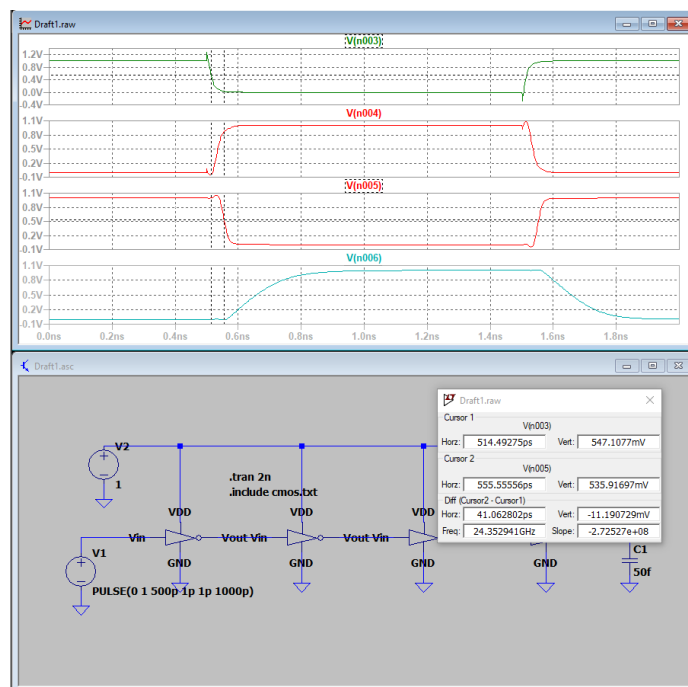 Draft1.raw
V(n003)
1.2V
0.8V
0.4V
0.0V
-0.4V
V(n004)
1.1V
0.8V
0.5V
0.2V
-0.1V
V(n005)
1.1V
0.8V
0.5V
0.2V
-0.1V
V(n006)
1.1V
0.8V
0.5V
0.2V
-0.1V
0.0ns 0.2ns 0.4ns 0.6ns 0.8ns 1.0ns 1.2ns 1.4ns 1.6ns 1.8ns
Draft1.asc
V2
1
.tran 2n
.include cmos.txt
VDD VDD VDD
V1
Vin Vout Vin Vout Vin
GND GND GND GND
PULSE(0 1 500p 1p 1p 1000p)
C1
50f
Draft1.raw
Cursor 1
V(n003)
Horz: 514.49275ps Vert: 547.1077mV
Cursor 2
V(n005)
Horz: 555.55556ps Vert: 535.91697mV
Diff (Cursor2 - Cursor1)
Horz: 41.062802ps Vert: -11.190729mV
Freq: 24.352941GHz Slope: -2.72527e+08